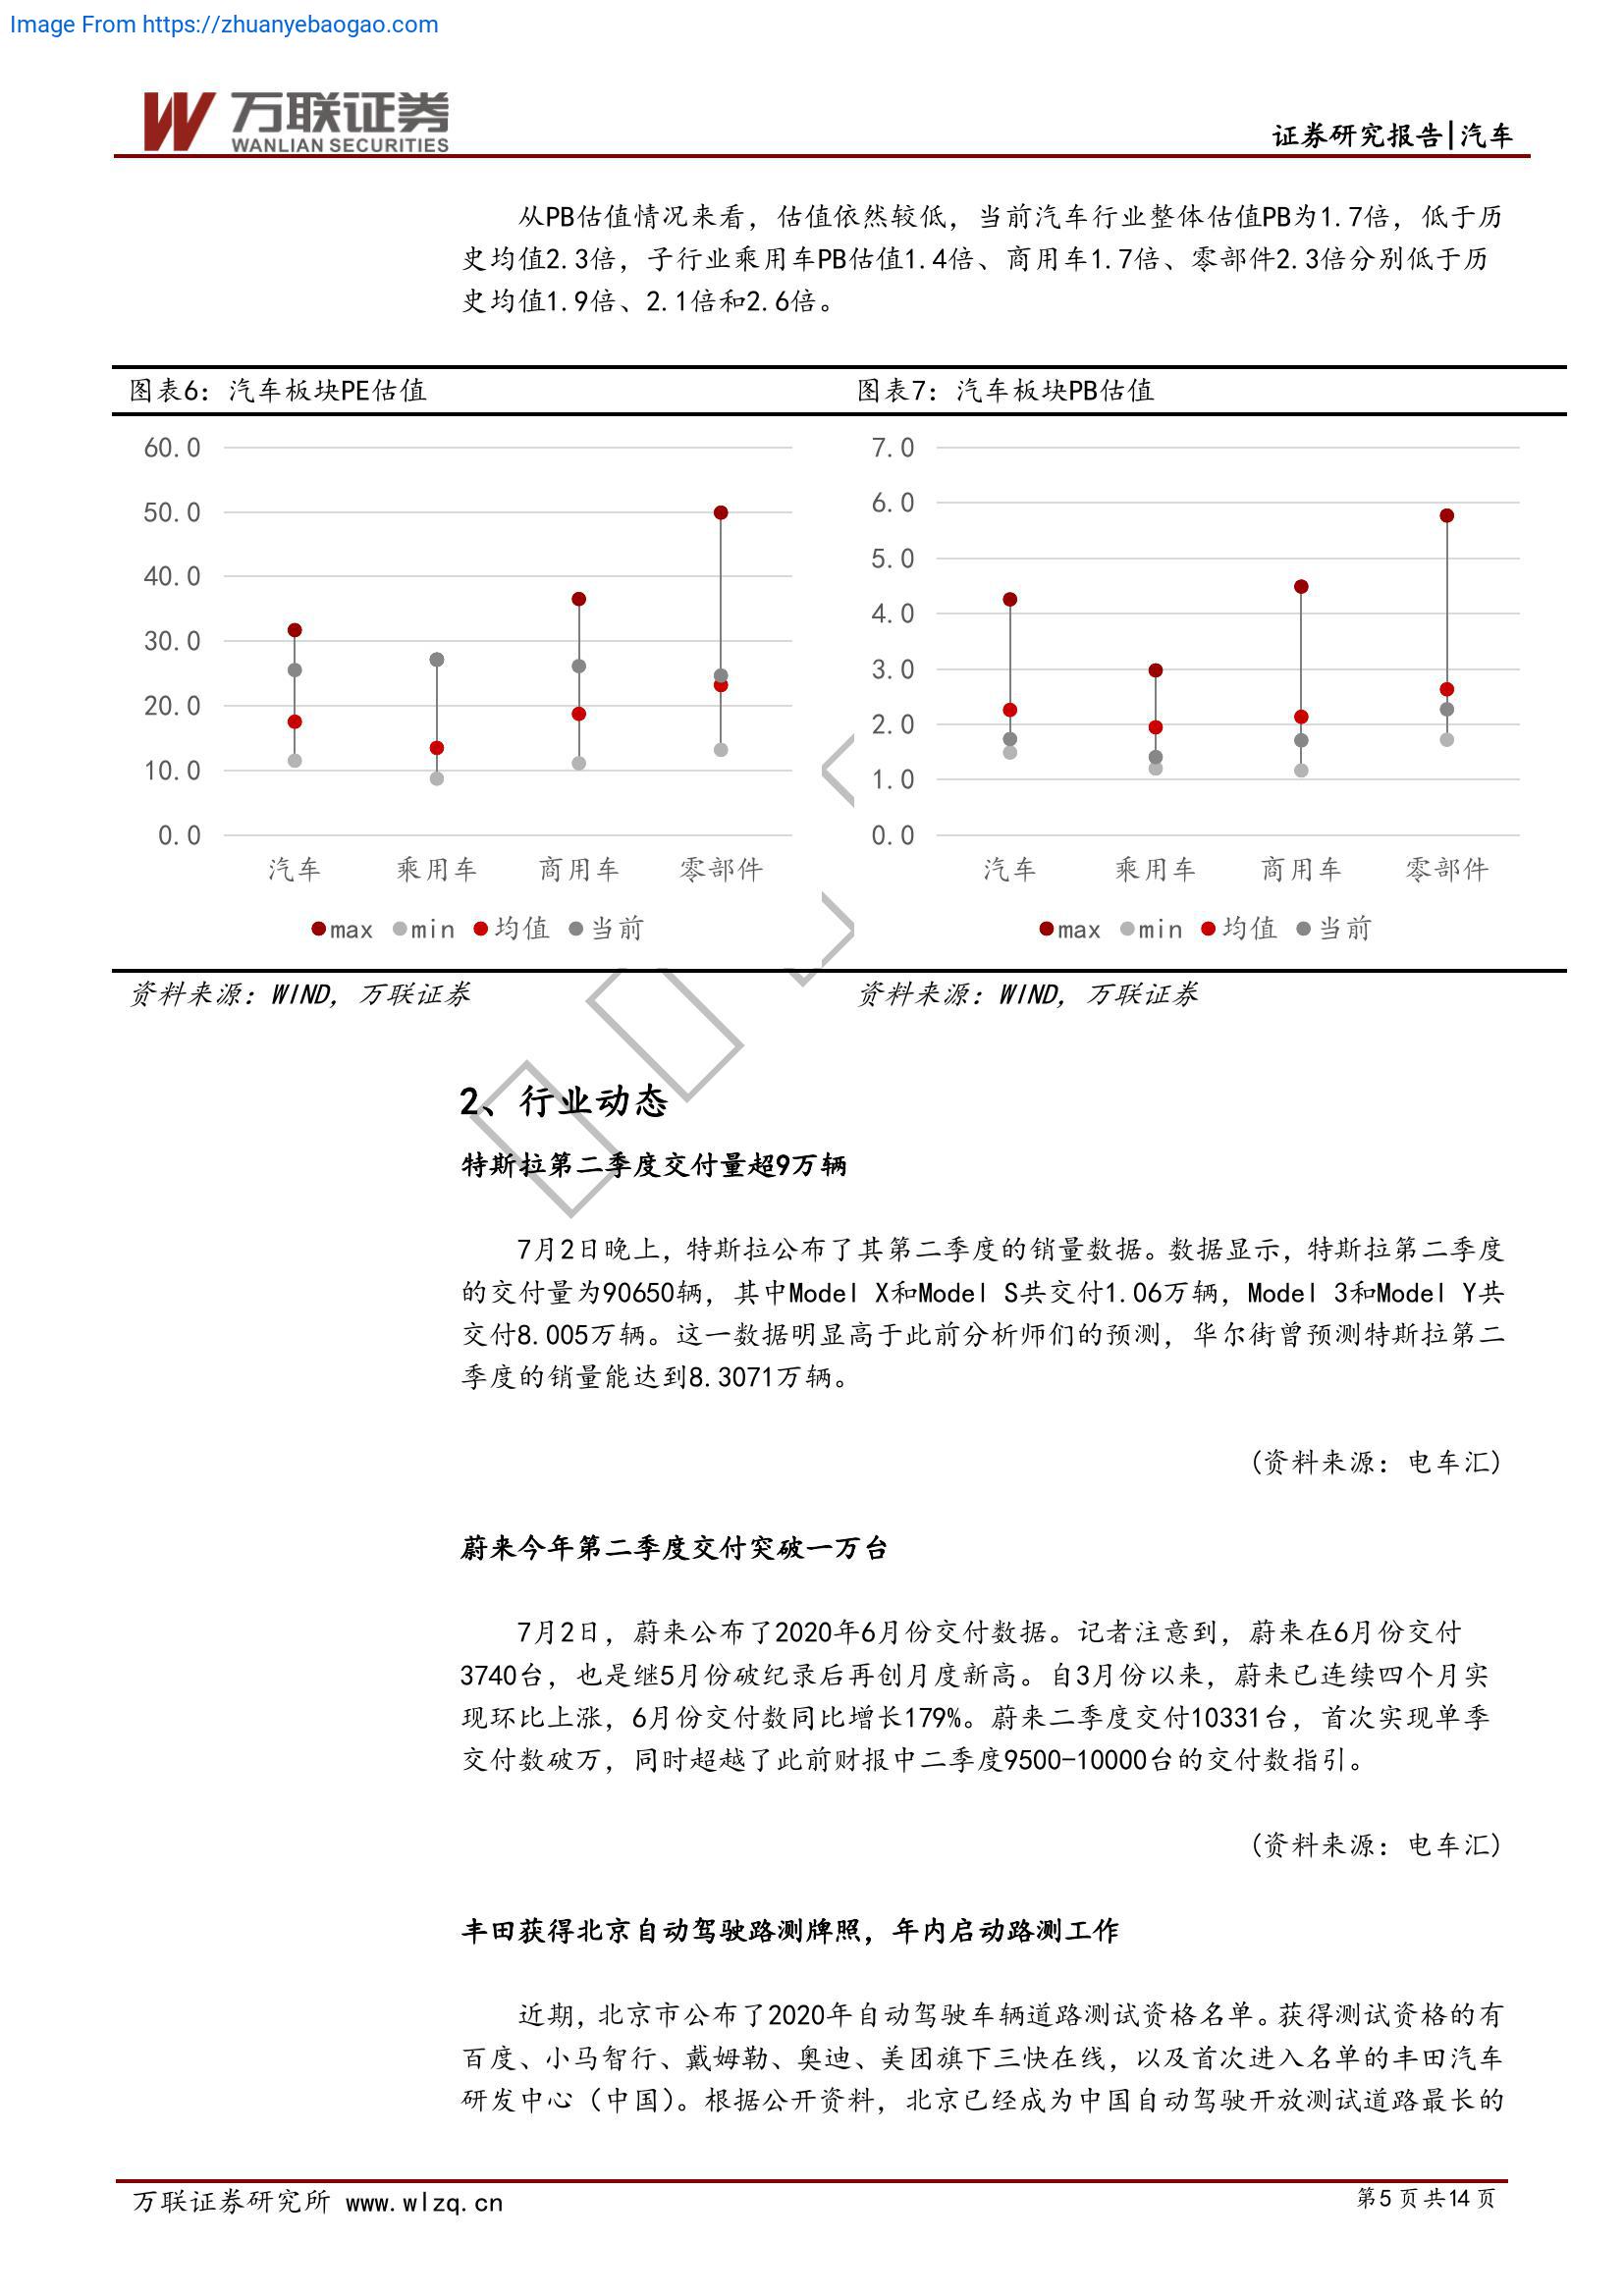 Image From https://zhuanyebaogao.com
万联证券
WANLIAN SECURITIES
证券研究报告|汽车
从PB估值情况来看，估值依然较低，当前汽车行业整体估值PB为1.7倍，低于历
史均值2.3倍，子行业乘用车PB估值1.4倍、商用车1.7倍、零部件2.3倍分别低于历
史均值1.9倍、2.1倍和2.6倍。
图表6：汽车板块PE估值
60.0
50.0
40.0
30.0
20.0
10.0
0.0
汽车 乘用车 商用车 零部件
max min 均值 当前
资料来源：WIND，万联证券
图表7：汽车板块PB估值
7.0
6.0
5.0
4.0
3.0
2.0
1.0
0.0
汽车 乘用车 商用车 零部件
max min 均值 当前
资料来源：WIND，万联证券
2、行业动态
特斯拉第二季度交付量超9万辆
7月2日晚上，特斯拉公布了其第二季度的销量数据。数据显示，特斯拉第二季度
的交付量为90650辆，其中Model X和Model S共交付1.06万辆，Model 3和Model Y共
交付8.005万辆。这一数据明显高于此前分析师们的预测，华尔街曾预测特斯拉第二
季度的销量能达到8.3071万辆。
(资料来源：电车汇)
蔚来今年第二季度交付突破一万台
7月2日，蔚来公布了2020年6月份交付数据。记者注意到，蔚来在6月份交付
3740台，也是继5月份破纪录后再创月度新高。自3月份以来，蔚来已连续四个月实
现环比上涨，6月份交付数同比增长179%。蔚来二季度交付10331台，首次实现单季
交付数破万，同时超越了此前财报中二季度9500-10000台的交付数指引。
(资料来源：电车汇)
丰田获得北京自动驾驶路测牌照，年内启动路测工作
近期，北京市公布了2020年自动驾驶车辆道路测试资格名单。获得测试资格的有
百度、小马智行、戴姆勒、奥迪、美团旗下三快在线，以及首次进入名单的丰田汽车
研发中心（中国）。根据公开资料，北京已经成为中国自动驾驶开放测试道路最长的
万联证券研究所 www.wlzq.cn
第5页共14页